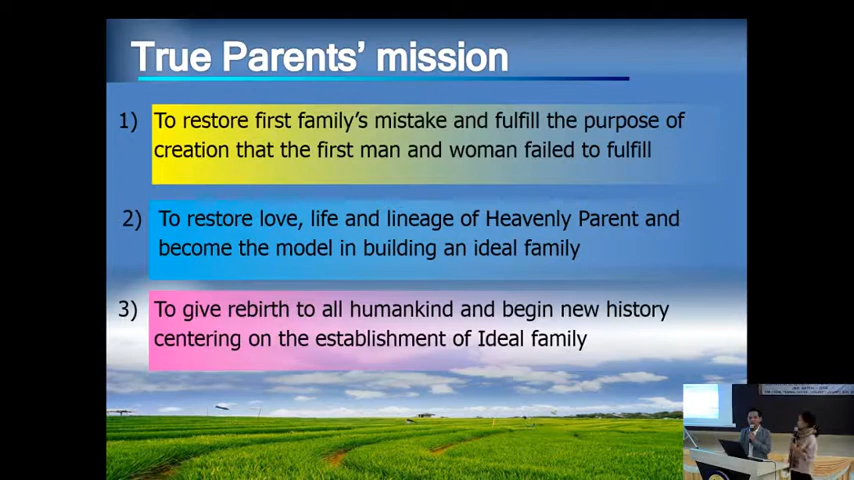 True Parents’ mission
1) To restore first family’s mistake and fulfill the purpose of
creation that the first man and woman failed to fulfill
2) To restore love, life and lineage of Heavenly Parent and
become the model in building an ideal family
3) To give rebirth to all humankind and begin new history
centering on the establishment of Ideal family